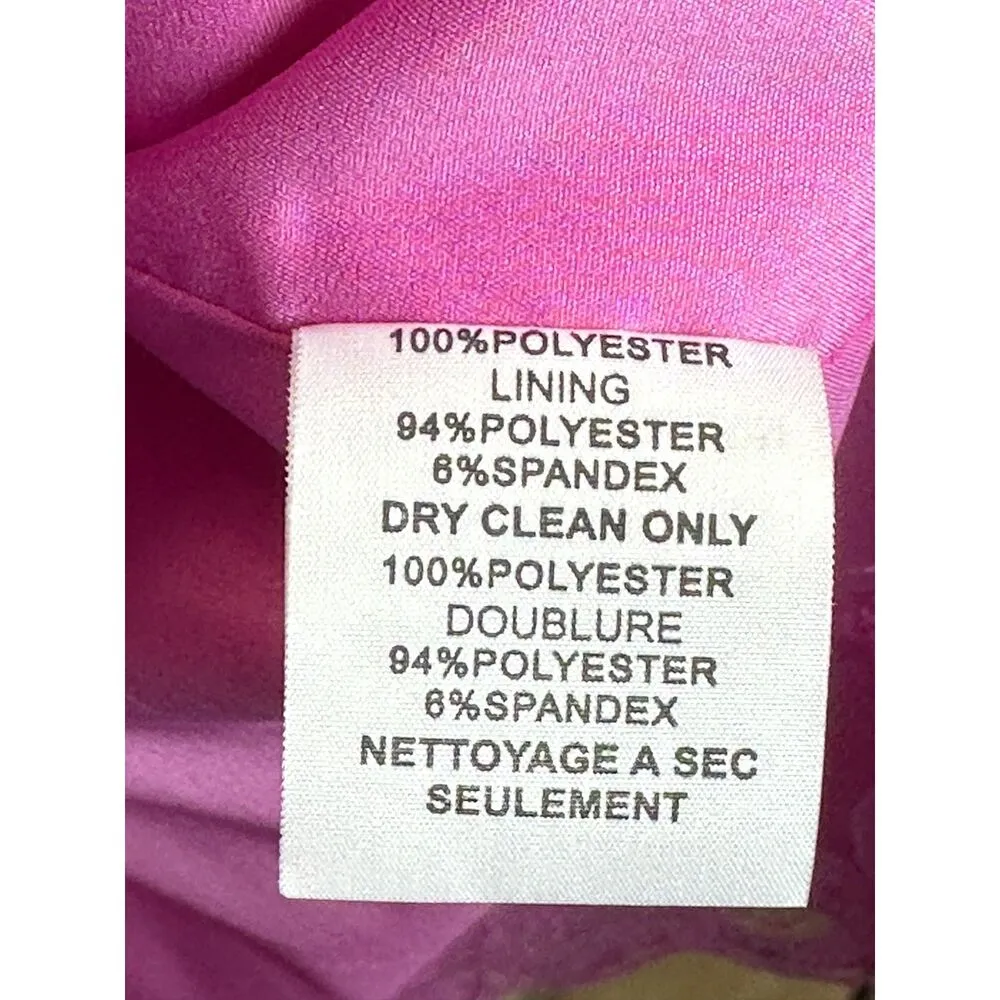 100%POLYESTER
LINING
94%POLYESTER
6%SPANDEX
DRY CLEAN ONLY
100%POLYESTER
DOUBLURE
94%POLYESTER
6%SPANDEX
NETTOYAGE A SEC
SEULEMENT